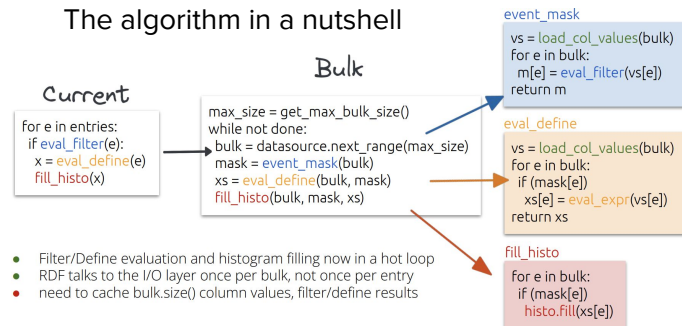 The algorithm in a nutshell
Current
for e in entries:
if eval_filter(e):
x = eval_define(e)
fill_histo(x)
Bulk
max_size = get_max_bulk_size()
while not done:
bulk = datasource.next_range(max_size)
mask = event_mask(bulk)
xs = eval_define(bulk, mask)
fill_histo(bulk, mask, xs)
event_mask
vs = load_col_values(bulk)
for e in bulk:
m[e] = eval_filter(vs[e])
return m
eval_define
vs = load_col_values(bulk)
for e in bulk:
if (mask[e])
xs[e] = eval_expr(vs[e])
return xs
fill_histo
for e in bulk:
if (mask[e])
histo.fill(xs[e])
● Filter/Define evaluation and histogram filling now in a hot loop
● RDF talks to the I/O layer once per bulk, not once per entry
● need to cache bulk.size() column values, filter/define results